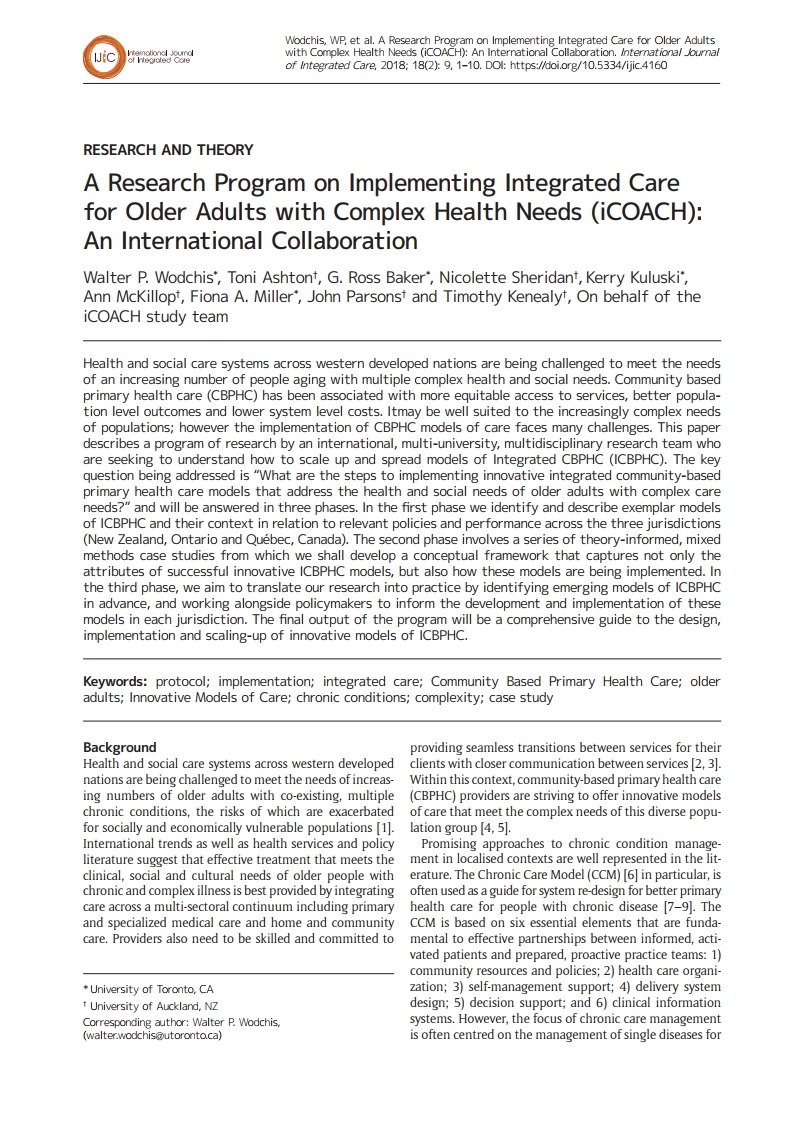 IJIC
International Journal
of Integrated Care
Wodchis, WP, et al. A Research Program on Implementing Integrated Care for Older Adults
with Complex Health Needs (iCOACH): An International Collaboration. International Journal
of Integrated Care, 2018; 18(2): 9, 1–10. DOI: https://doi.org/10.5334/ijic.4160
RESEARCH AND THEORY
A Research Program on Implementing Integrated Care
for Older Adults with Complex Health Needs (iCOACH):
An International Collaboration
Walter P. Wodchis*, Toni Ashton†, G. Ross Baker*, Nicolette Sheridan†, Kerry Kuluski*,
Ann McKillop†, Fiona A. Miller*, John Parsons† and Timothy Kenealy†, On behalf of the
iCOACH study team
Health and social care systems across western developed nations are being challenged to meet the needs
of an increasing number of people aging with multiple complex health and social needs. Community based
primary health care (CBPHC) has been associated with more equitable access to services, better popula-
tion level outcomes and lower system level costs. Itmay be well suited to the increasingly complex needs
of populations; however the implementation of CBPHC models of care faces many challenges. This paper
describes a program of research by an international, multi-university, multidisciplinary research team who
are seeking to understand how to scale up and spread models of Integrated CBPHC (ICBPHC). The key
question being addressed is “What are the steps to implementing innovative integrated community-based
primary health care models that address the health and social needs of older adults with complex care
needs?” and will be answered in three phases. In the first phase we identify and describe exemplar models
of ICBPHC and their context in relation to relevant policies and performance across the three jurisdictions
(New Zealand, Ontario and Québec, Canada). The second phase involves a series of theory-informed, mixed
methods case studies from which we shall develop a conceptual framework that captures not only the
attributes of successful innovative ICBPHC models, but also how these models are being implemented. In
the third phase, we aim to translate our research into practice by identifying emerging models of ICBPHC
in advance, and working alongside policymakers to inform the development and implementation of these
models in each jurisdiction. The final output of the program will be a comprehensive guide to the design,
implementation and scaling-up of innovative models of ICBPHC.
Keywords: protocol; implementation; integrated care; Community Based Primary Health Care; older
adults; Innovative Models of Care; chronic conditions; complexity; case study
Background
Health and social care systems across western developed
nations are being challenged to meet the needs of increas-
ing numbers of older adults with co-existing, multiple
chronic conditions, the risks of which are exacerbated
for socially and economically vulnerable populations [1].
International trends as well as health services and policy
literature suggest that effective treatment that meets the
clinical, social and cultural needs of older people with
chronic and complex illness is best provided by integrating
care across a multi-sectoral continuum including primary
and specialized medical care and home and community
care. Providers also need to be skilled and committed to
* University of Toronto, CA
† University of Auckland, NZ
Corresponding author: Walter P. Wodchis,
(walter.wodchis@utoronto.ca)
providing seamless transitions between services for their
clients with closer communication between services [2, 3].
Within this context, community-based primary health care
(CBPHC) providers are striving to offer innovative models
of care that meet the complex needs of this diverse popu-
lation group [4, 5].
Promising approaches to chronic condition manage-
ment in localised contexts are well represented in the lit-
erature. The Chronic Care Model (CCM) [6] in particular, is
often used as a guide for system re-design for better primary
health care for people with chronic disease [7–9]. The
CCM is based on six essential elements that are funda-
mental to effective partnerships between informed, acti-
vated patients and prepared, proactive practice teams: 1)
community resources and policies; 2) health care organi-
zation; 3) self-management support; 4) delivery system
design; 5) decision support; and 6) clinical information
systems. However, the focus of chronic care management
is often centred on the management of single diseases for